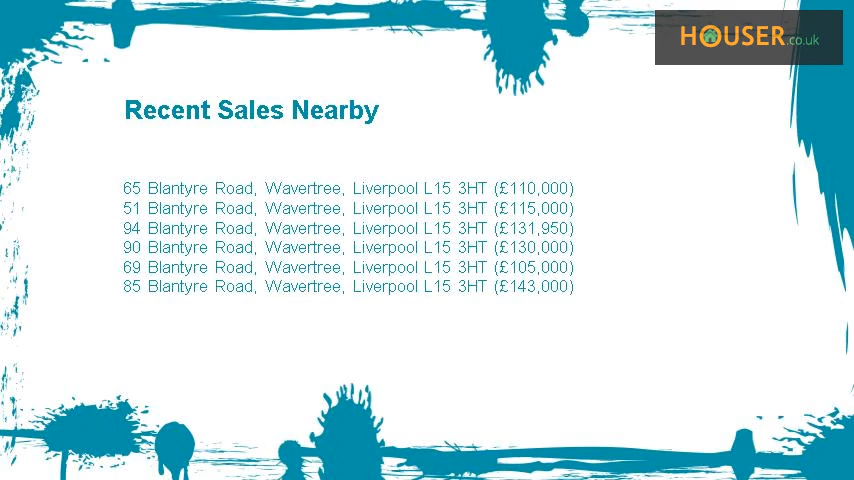 HOUSER.co.uk
Recent Sales Nearby
65 Blantyre Road, Wavertree, Liverpool L15 3HT (£110,000)
51 Blantyre Road, Wavertree, Liverpool L15 3HT (£115,000)
94 Blantyre Road, Wavertree, Liverpool L15 3HT (£131,950)
90 Blantyre Road, Wavertree, Liverpool L15 3HT (£130,000)
69 Blantyre Road, Wavertree, Liverpool L15 3HT (£105,000)
85 Blantyre Road, Wavertree, Liverpool L15 3HT (£143,000)